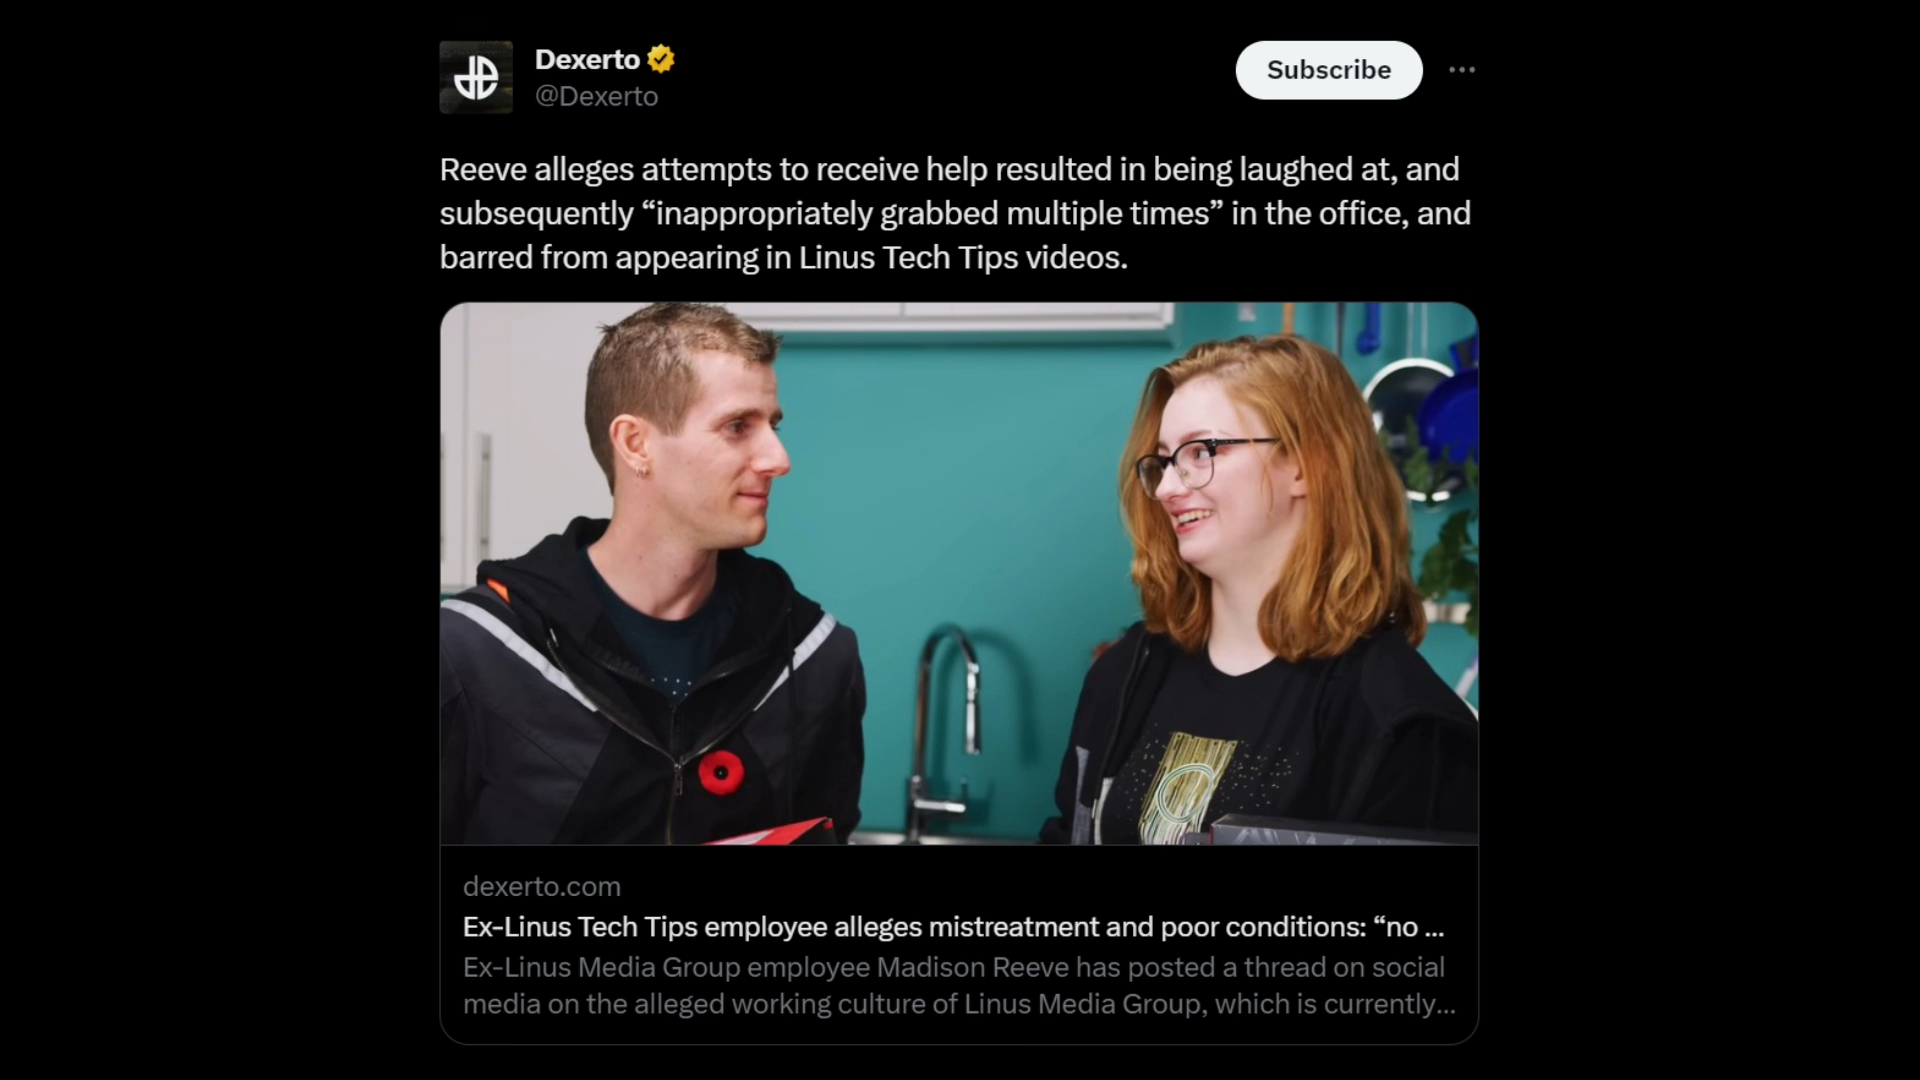 Dexerto
@Dexerto
Subscribe
Reeve alleges attempts to receive help resulted in being laughed at, and
subsequently “inappropriately grabbed multiple times” in the office, and
barred from appearing in Linus Tech Tips videos.
dexerto.com
Ex-Linus Tech Tips employee alleges mistreatment and poor conditions: “no ...
Ex-Linus Media Group employee Madison Reeve has posted a thread on social
media on the alleged working culture of Linus Media Group, which is currently...